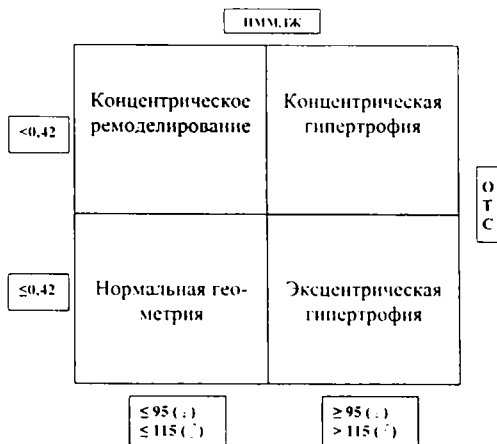 ИММЛЖ
Концентрическое
ремоделирование
Концентрическая
гипертрофия
<0,42
О
Т
С
Нормальная гео-
метрия
Эксцентрическая
гипертрофия
≤0,42
≤ 95 ( )
≤ 115 ( )
≥ 95 ( )
> 115 ( )